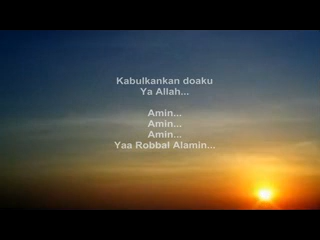 Kabulkankan doaku
Ya Allah...
Amin...
Amin...
Amin...
Yaa Robbal Alamin...